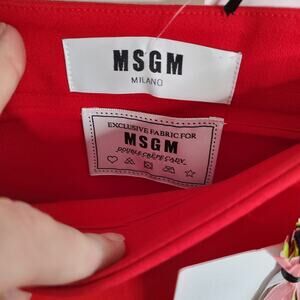 MSGM
MILANO
EXCLUSIVE FABRIC FOR
MSGM
DOUBLE CRÊPE CADY